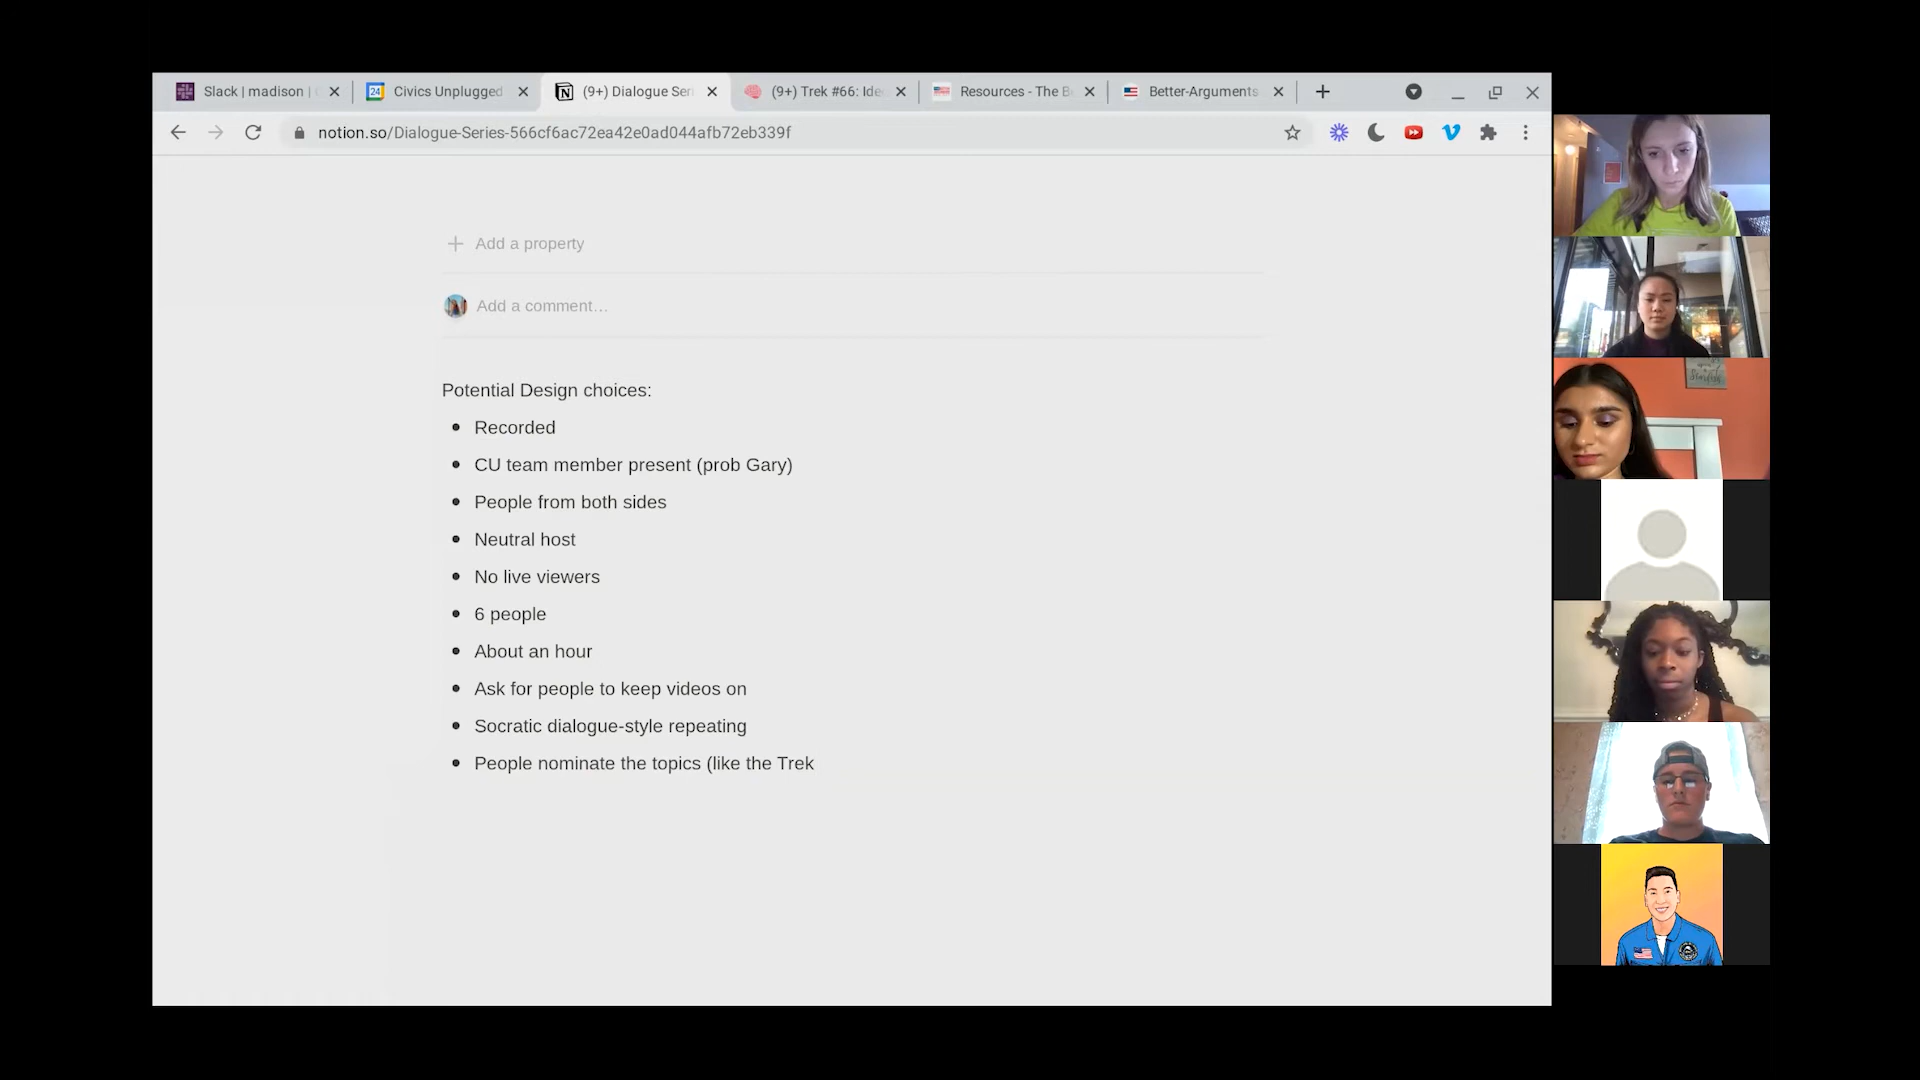 Slack | madison |
Civics Unplugged
(9+) Dialogue Ser
(9+) Trek #66: Ide
Resources - The B
Better-Arguments
notion.so/Dialogue-Series-566cf6ac72ea42e0ad044afb72eb339f
Add a property
Add a comment…
Potential Design choices:
• Recorded
• CU team member present (prob Gary)
• People from both sides
• Neutral host
• No live viewers
• 6 people
• About an hour
• Ask for people to keep videos on
• Socratic dialogue-style repeating
• People nominate the topics (like the Trek